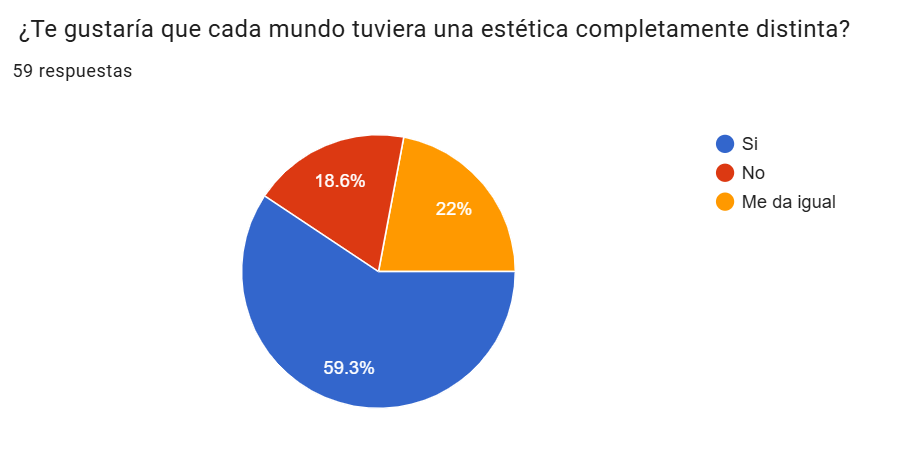 ¿Te gustaría que cada mundo tuviera una estética completamente distinta?
59 respuestas
Si
No
Me da igual
18.6%
22%
59.3%